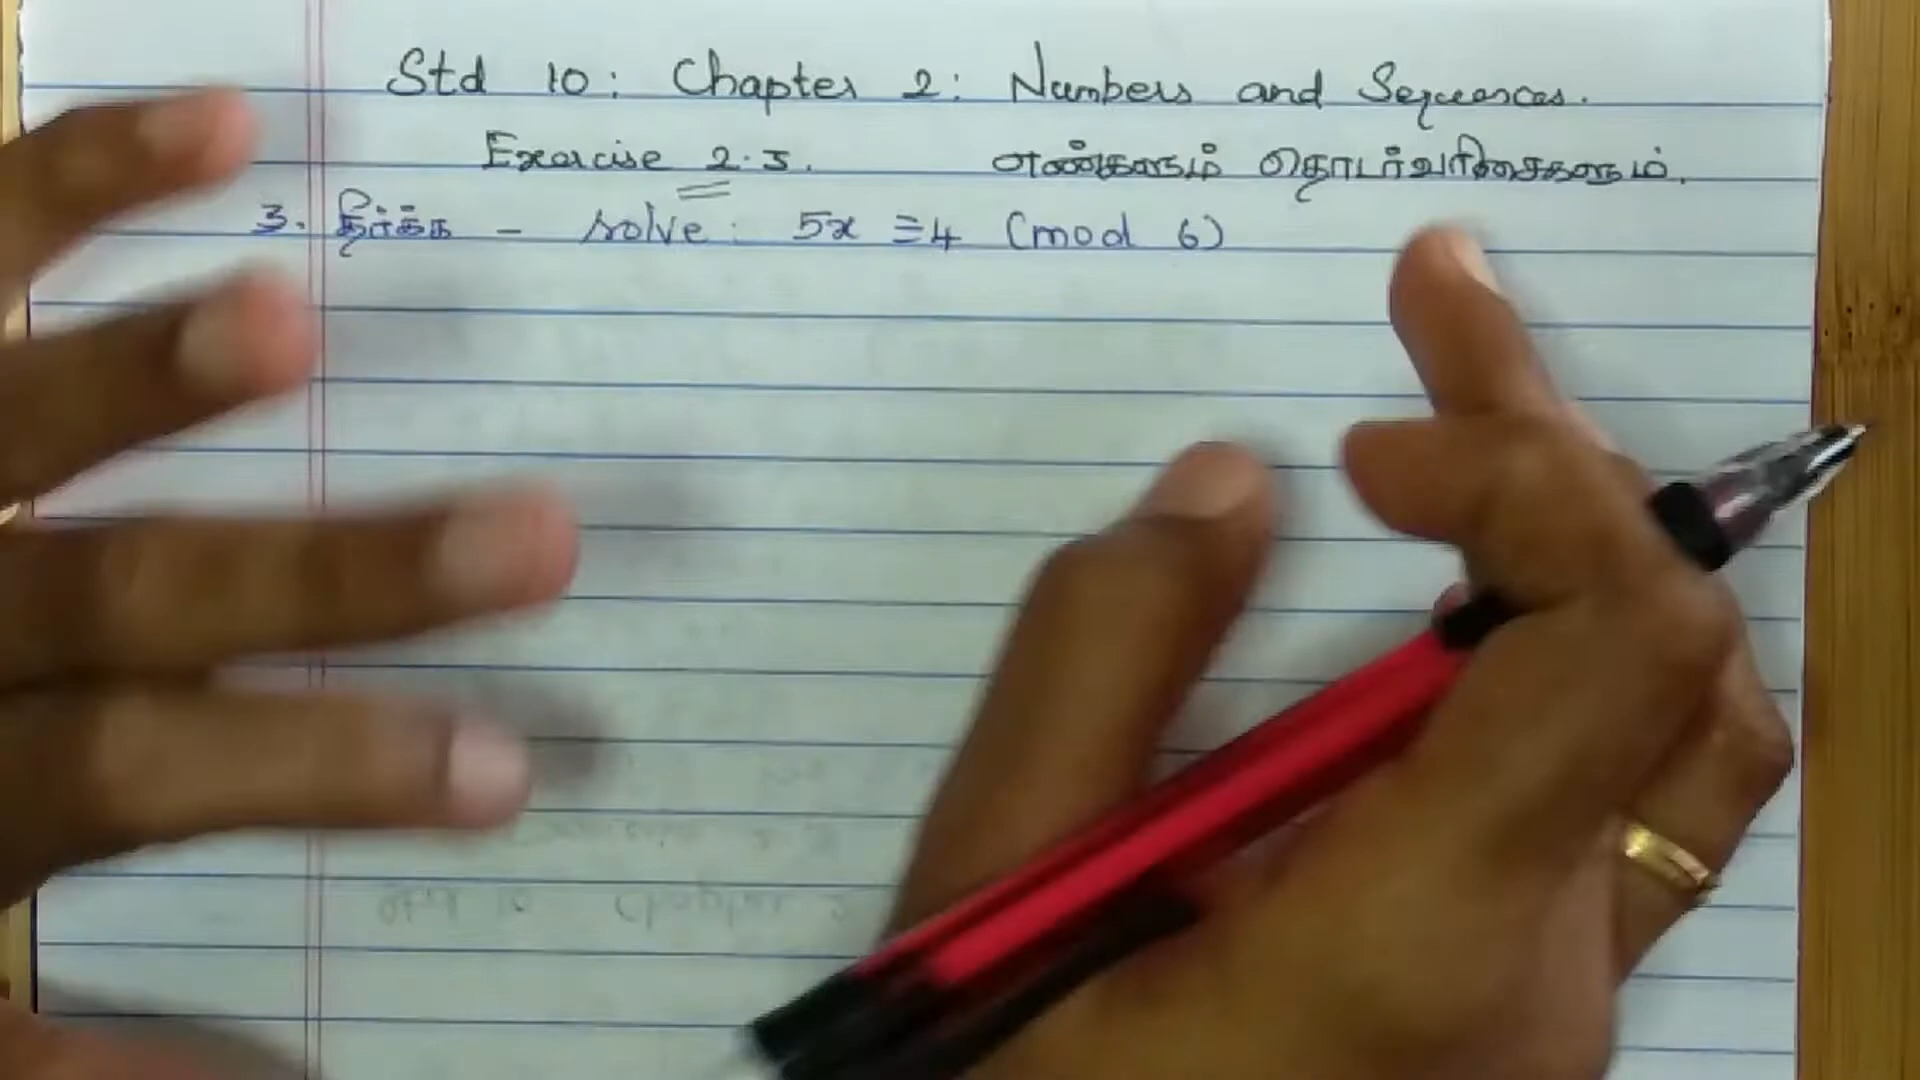 Std 10: Chapter 2: Numbers and Sequences.
Exercise 2.3. எண்களும் தொடர்வரிசைகளும்.
3. தீர்க்க - solve: 5x ≡ 4 (mod 6)